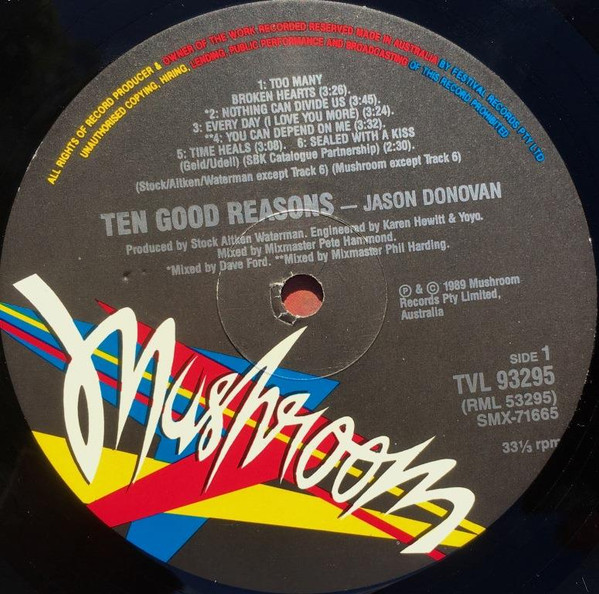 ALL RIGHTS OF RECORD PRODUCER & OWNER OF THE WORK RECORDED RESERVED MADE IN AUSTRALIA BY FESTIVAL RECORDS PTY LTD
UNAUTHORISED COPYING, HIRING, LENDING, PUBLIC PERFORMANCE AND BROADCASTING OF THIS RECORD PROHIBITED
1: TOO MANY
BROKEN HEARTS (3:26).
*2: NOTHING CAN DIVIDE US (3:45).
3: EVERY DAY (I LOVE YOU MORE) (3:24).
**4: YOU CAN DEPEND ON ME (3:32)
5: TIME HEALS (3:08). 6: SEALED WITH A KISS
(Geld/Udell) (SBK Catalogue Partnership) (2:30).
(Stock/Aitken/Waterman except Track 6) (Mushroom except Track 6)
TEN GOOD REASONS – JASON DONOVAN
Produced by Stock Aitken Waterman. Engineered by Karen Hewitt & Yoyo.
Mixed by Mixmaster Pete Hammond.
*Mixed by Dave Ford. **Mixed by Mixmaster Phil Harding.
Ⓟ & © 1989 Mushroom
Records Pty Limited,
Australia
SIDE 1
TVL 93295
(RML 53295)
SMX-71665
33⅓ rpm
Mushroom